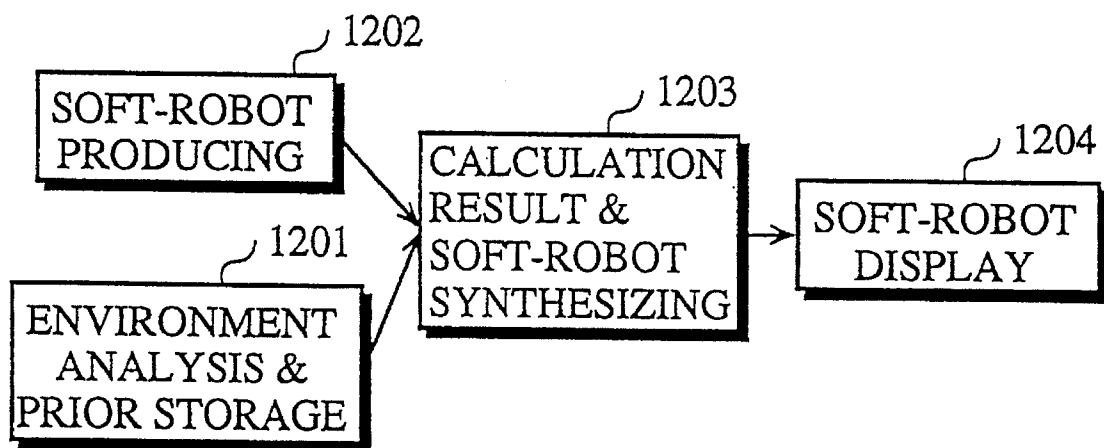 1202
SOFT-ROBOT
PRODUCING
1203
CALCULATION
RESULT &
SOFT-ROBOT
SYNTHESIZING
1204
SOFT-ROBOT
DISPLAY
1201
ENVIRONMENT
ANALYSIS &
PRIOR STORAGE